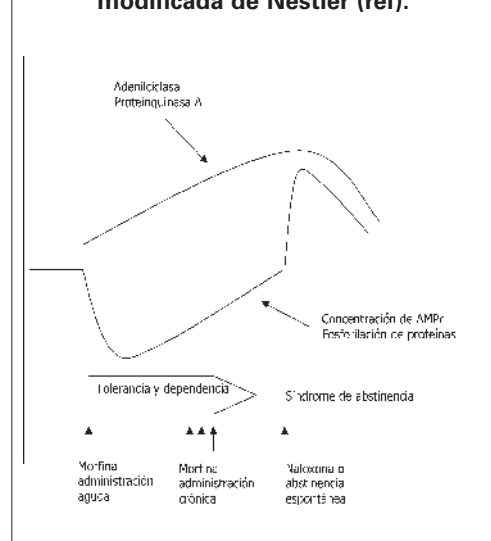 modificada de Nestler (ref).
Adenilciclasa
Proteinquinasa A
Concentración de AMPc
Fosforilación de proteínas
Tolerancia y dependencia
Síndrome de abstinencia
Morfina
administración
aguda
Morfina
administración
crónica
Naloxona o
abstinencia
espontánea